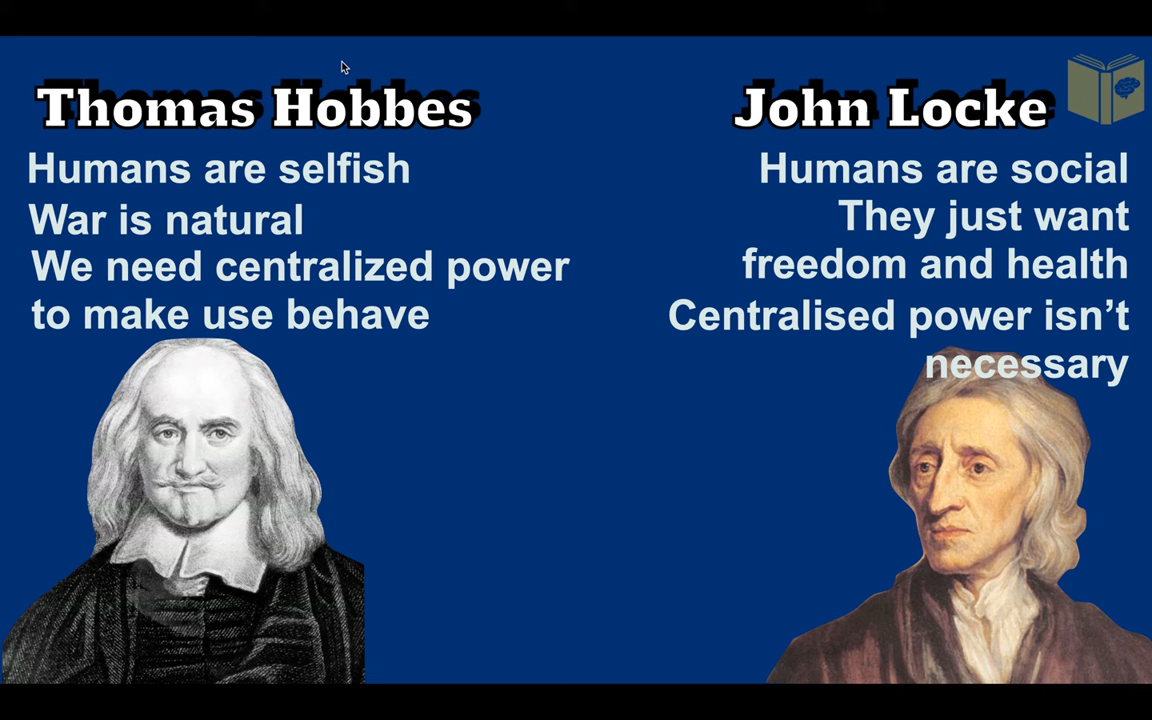 Thomas Hobbes
Humans are selfish
War is natural
We need centralized power
to make use behave
John Locke
Humans are social
They just want
freedom and health
Centralised power isn’t
necessary